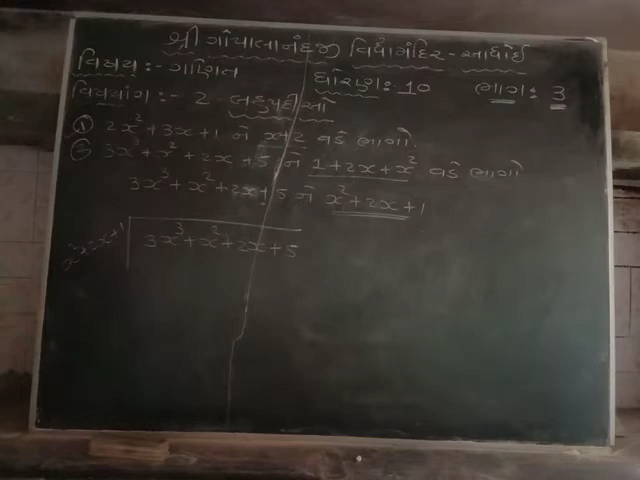 શ્રી ગોપાલાનંદજી વિદ્યામંદિર - આધોઈ
વિષય :- ગણિત ધોરણ : 10 ભાગ : 3
વિષયાંગ :- 2 બહુપદીઓ
① 2x² + 3x + 1 ને x+2 વડે ભાગો.
② 3x³ + x² + 2x + 5 ને 1 + 2x + x² વડે ભાગો
3x³ + x² + 2x + 5 ને x² + 2x + 1
x²+2x+1 3x³ + x² + 2x + 5